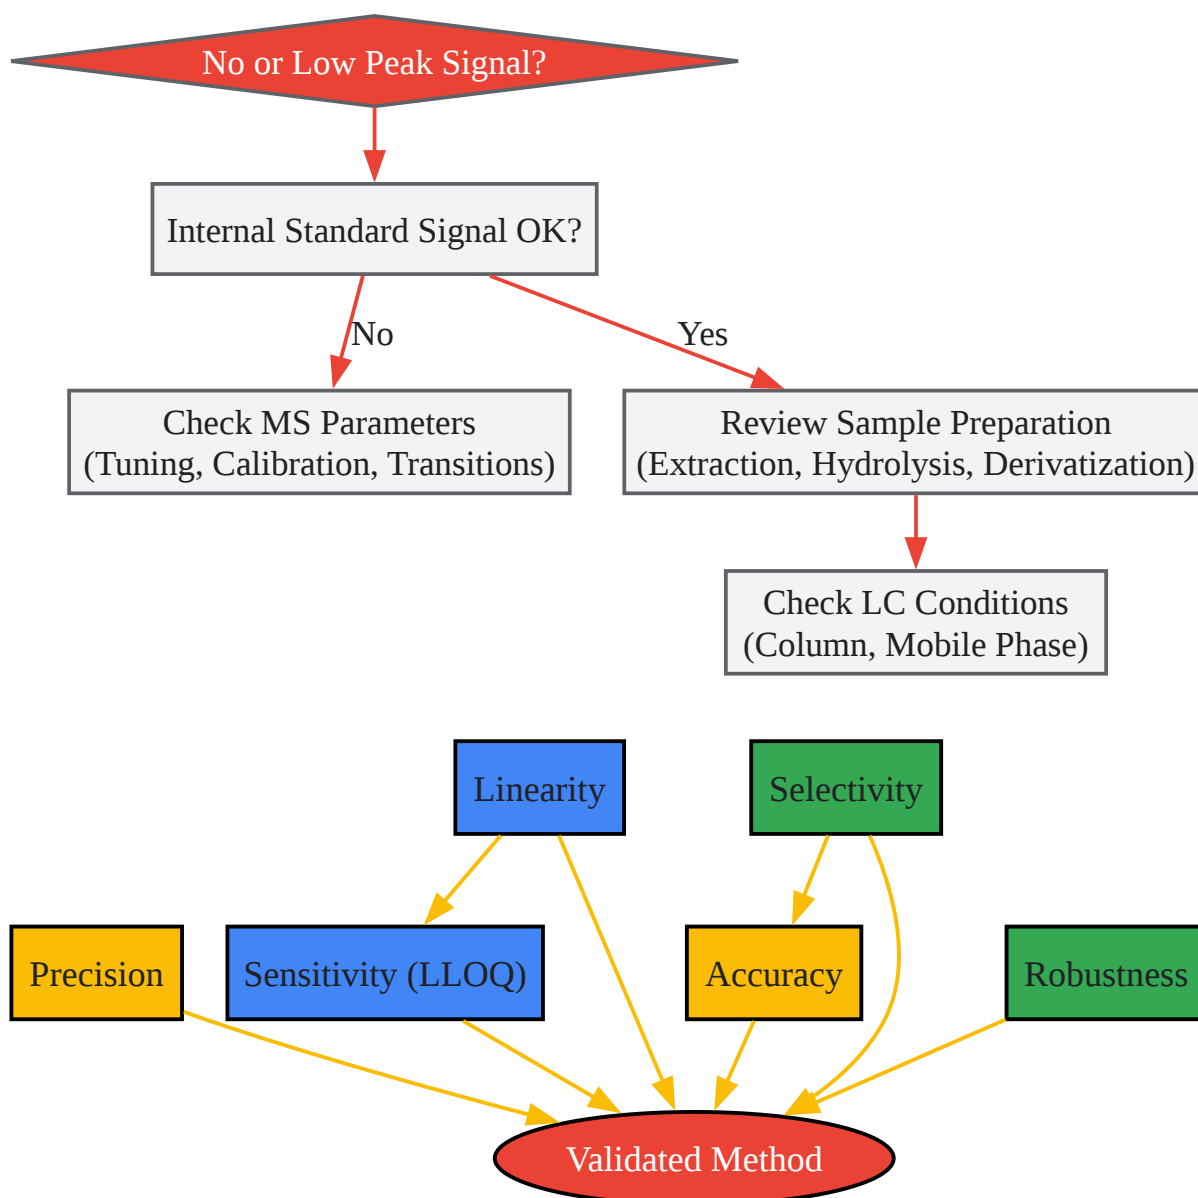 No or Low Peak Signal?
Internal Standard Signal OK?
No
Yes
Check MS Parameters
(Tuning, Calibration, Transitions)
Review Sample Preparation
(Extraction, Hydrolysis, Derivatization)
Check LC Conditions
(Column, Mobile Phase)
Linearity
Selectivity
Precision
Sensitivity (LLOQ)
Accuracy
Robustness
Validated Method